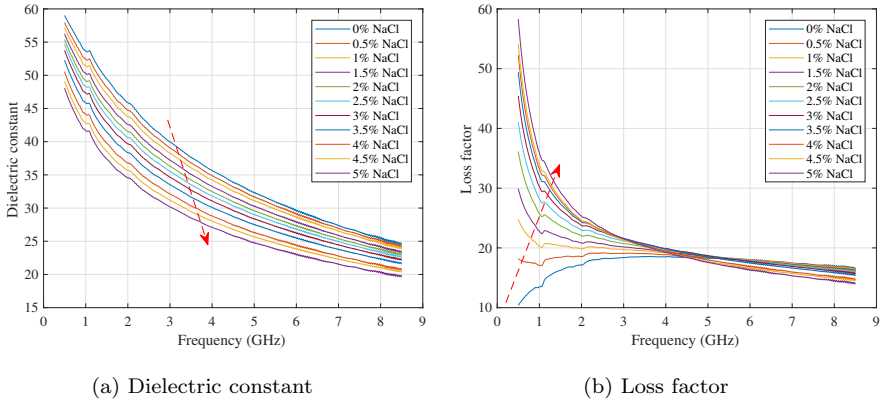 60
55
50
45
40
35
30
25
20
15
Dielectric constant
0% NaCl
0.5% NaCl
1% NaCl
1.5% NaCl
2% NaCl
2.5% NaCl
3% NaCl
3.5% NaCl
4% NaCl
4.5% NaCl
5% NaCl
0 1 2 3 4 5 6 7 8 9
Frequency (GHz)
(a) Dielectric constant
60
50
40
30
20
10
Loss factor
0% NaCl
0.5% NaCl
1% NaCl
1.5% NaCl
2% NaCl
2.5% NaCl
3% NaCl
3.5% NaCl
4% NaCl
4.5% NaCl
5% NaCl
0 1 2 3 4 5 6 7 8 9
Frequency (GHz)
(b) Loss factor